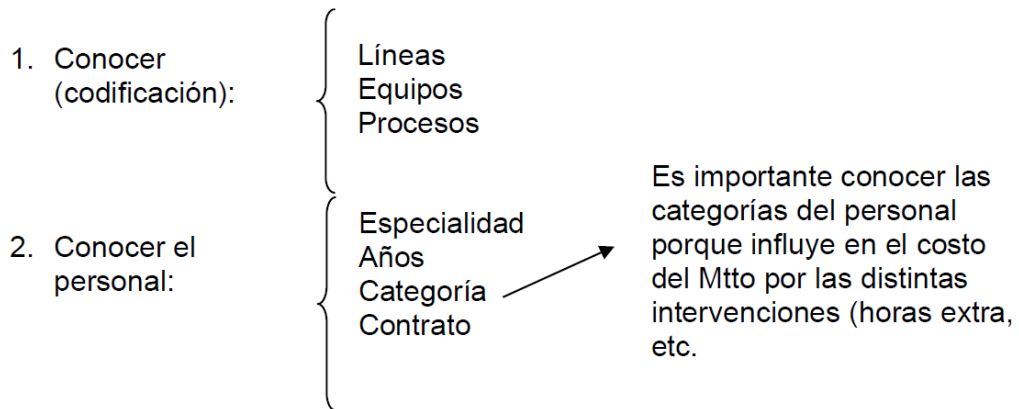 1. Conocer
(codificación):
Líneas
Equipos
Procesos
2. Conocer el
personal:
Especialidad
Años
Categoría
Contrato
Es importante conocer las
categorías del personal
porque influye en el costo
del Mtto por las distintas
intervenciones (horas extra,
etc.